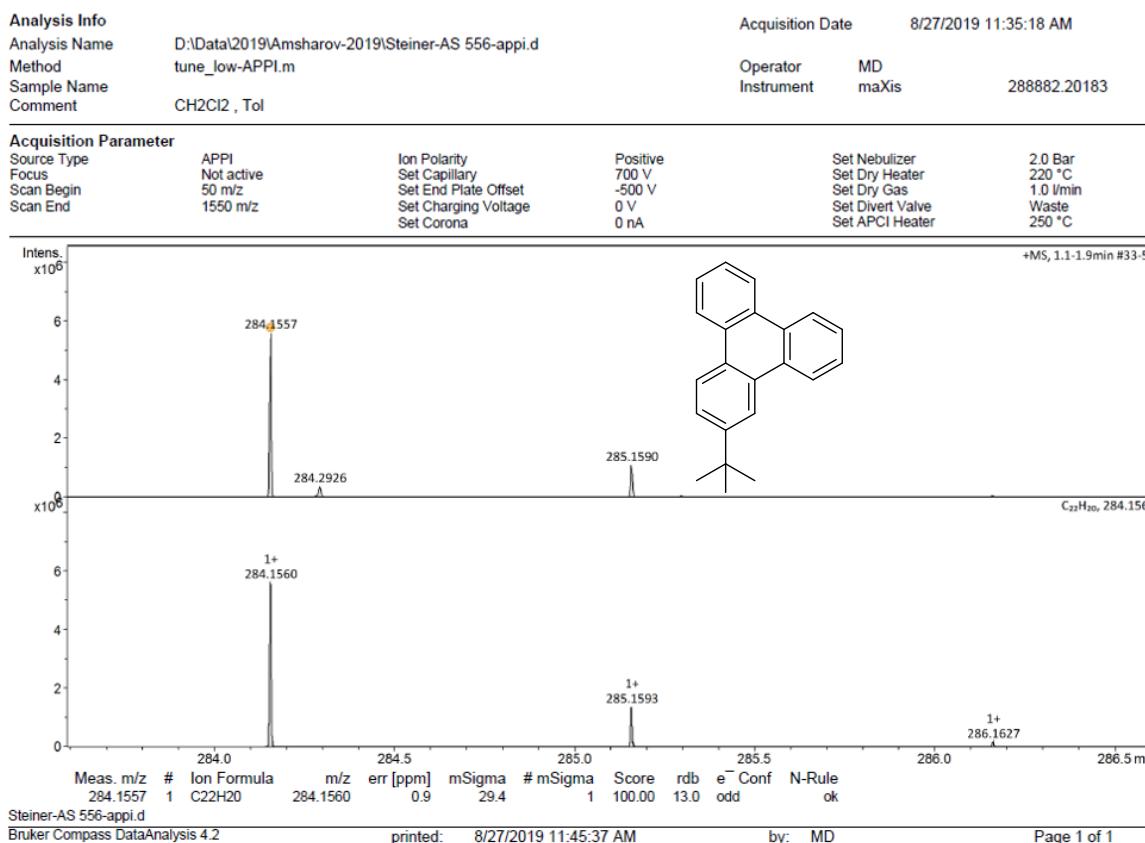 Analysis Info
Acquisition Date 8/27/2019 11:35:18 AM
Analysis Name D:\Data\2019\Amsharov-2019\Steiner-AS 556-appi.d
Method tune_low-APPI.m Operator MD
Sample Name Instrument maXis 288882.20183
Comment CH2Cl2 , Tol
Acquisition Parameter
Source Type APPI Ion Polarity Positive Set Nebulizer 2.0 Bar
Focus Not active Set Capillary 700 V Set Dry Heater 220 °C
Scan Begin 50 m/z Set End Plate Offset -500 V Set Dry Gas 1.0 l/min
Scan End 1550 m/z Set Charging Voltage 0 V Set Divert Valve Waste
Set Corona 0 nA Set APCI Heater 250 °C
Intens.
x10⁶
+MS, 1.1-1.9min #33-5
6
284.1557
4
2
285.1590
284.2926
0
x10⁶
C₂₂H₂₀, 284.156
6
1+
284.1560
4
2
1+
285.1593
1+
286.1627
0
284.0 284.5 285.0 285.5 286.0 286.5 m
Meas. m/z # Ion Formula m/z err [ppm] mSigma # mSigma Score rdb e⁻ Conf N-Rule
284.1557 1 C22H20 284.1560 0.9 29.4 1 100.00 13.0 odd ok
Steiner-AS 556-appi.d
Bruker Compass DataAnalysis 4.2 printed: 8/27/2019 11:45:37 AM by: MD Page 1 of 1